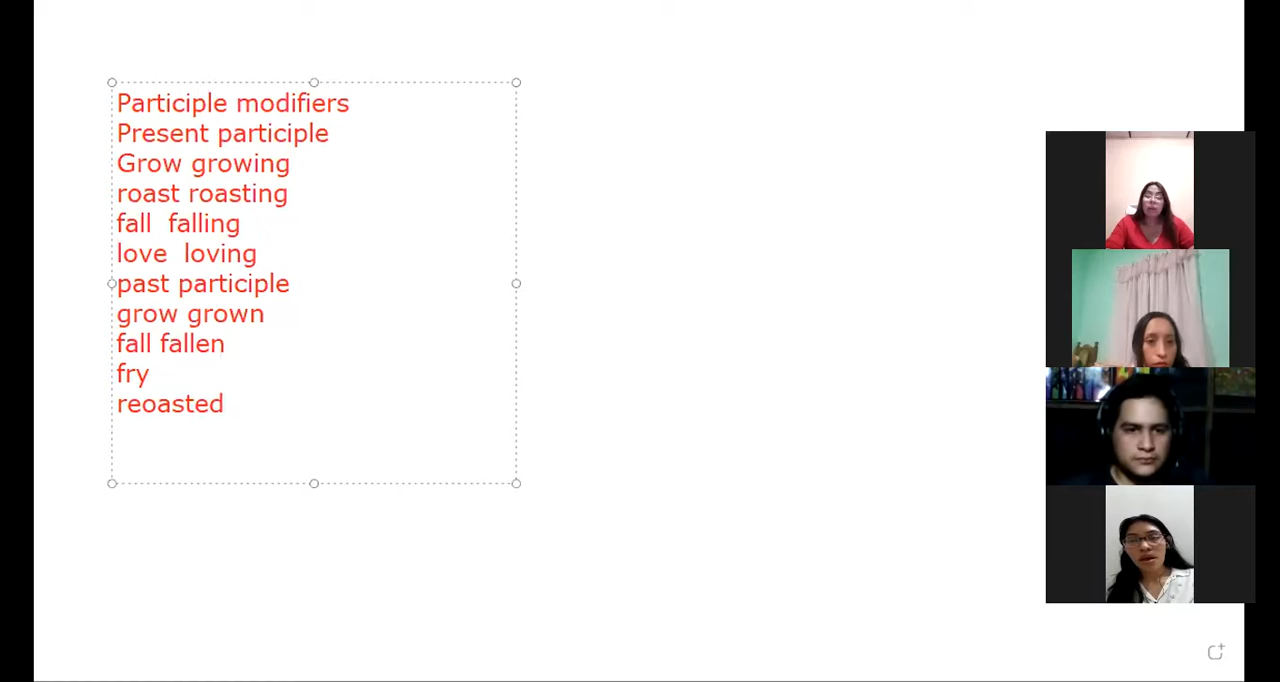 Participle modifiers
Present participle
Grow growing
roast roasting
fall  falling
love  loving
past participle
grow grown
fall fallen
fry
reoasted